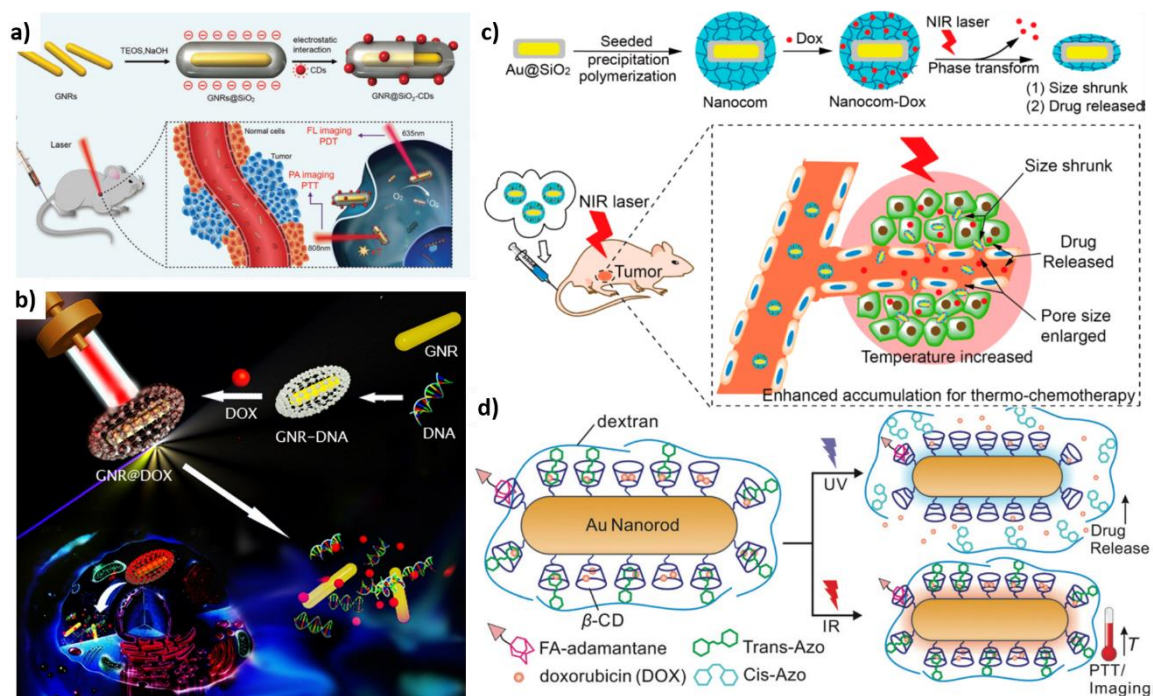 a)
TEOS,NaOH
electrostatic
interaction
CDs
GNRs
GNRs@SiO2
GNR@SiO2-CDs
Laser
Normal cells
Tumor
FL imaging
PDT
635nm
PA imaging
PTT
808nm
O2
¹O2
b)
GNR
DOX
GNR-DNA
DNA
GNR@DOX
c)
Au@SiO2
Seeded
precipitation
polymerization
Nanocom
Dox
Nanocom-Dox
NIR laser
Phase transform
(1) Size shrunk
(2) Drug released
NIR laser
Tumor
Size shrunk
Drug
Released
Pore size
enlarged
Temperature increased
Enhanced accumulation for thermo-chemotherapy
d)
dextran
Au Nanorod
β-CD
FA-adamantane
Trans-Azo
doxorubicin (DOX)
Cis-Azo
UV
IR
Drug
Release
T
PTT/
Imaging